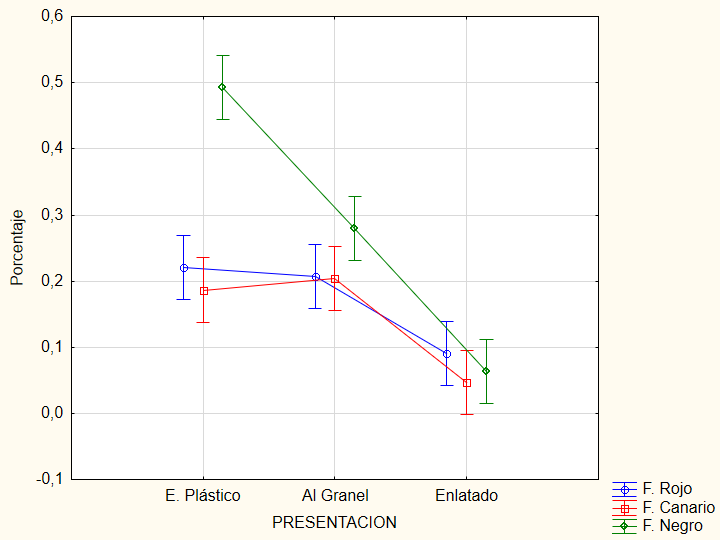 0,6
0,5
0,4
0,3
0,2
0,1
0,0
-0,1
Porcentaje
E. Plástico Al Granel Enlatado
PRESENTACION
F. Rojo
F. Canario
F. Negro